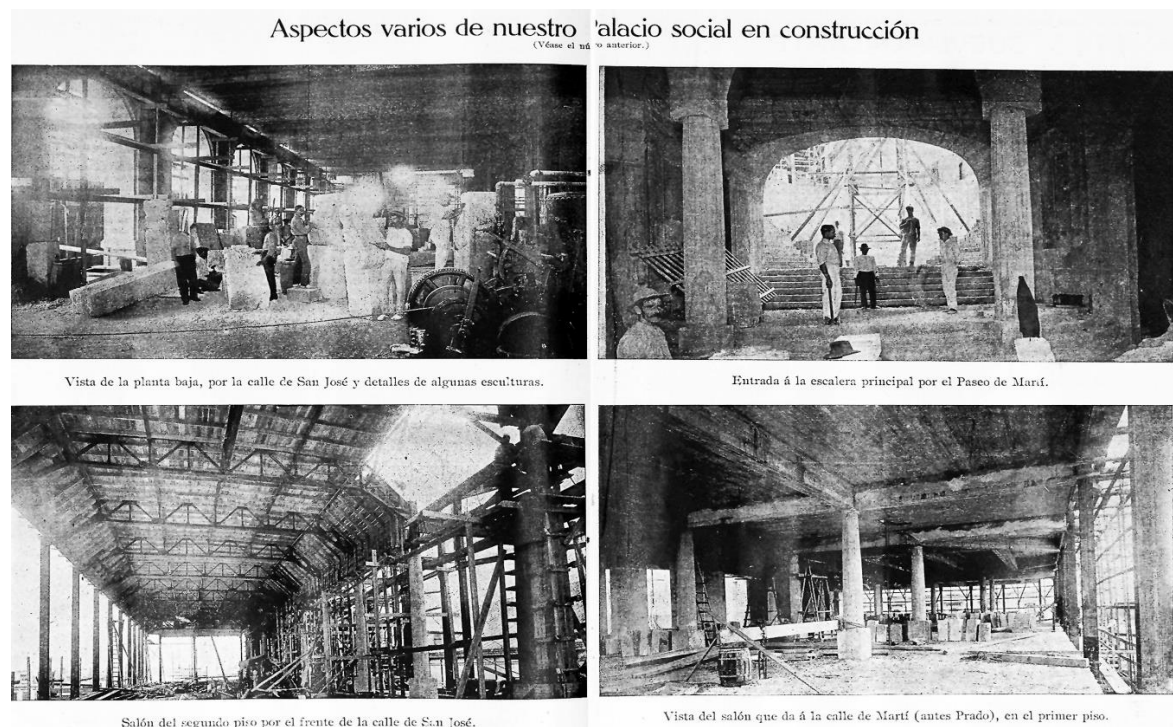 Aspectos varios de nuestro Palacio social en construcción
(Véase el nú ro anterior.)
Vista de la planta baja, por la calle de San José y detalles de algunas esculturas.
Entrada á la escalera principal por el Paseo de Martí.
Salón del segundo piso por el frente de la calle de San José.
Vista del salón que da á la calle de Martí (antes Prado), en el primer piso.